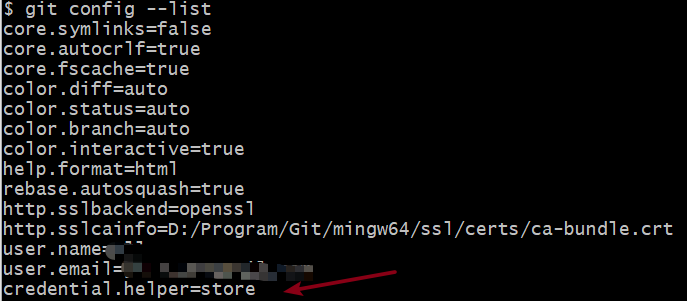 $ git config --list
core.symlinks=false
core.autocrlf=true
core.fscache=true
color.diff=auto
color.status=auto
color.branch=auto
color.interactive=true
help.format=html
rebase.autosquash=true
http.sslbackend=openssl
http.sslcainfo=D:/Program/Git/mingw64/ssl/certs/ca-bundle.crt
user.name=
user.email=
credential.helper=store